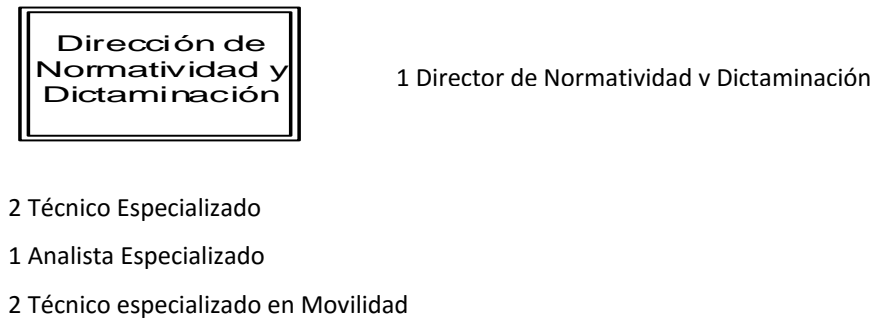 Dirección de
Normatividad y
Dictaminación
1 Director de Normatividad y Dictaminación
2 Técnico Especializado
1 Analista Especializado
2 Técnico especializado en Movilidad